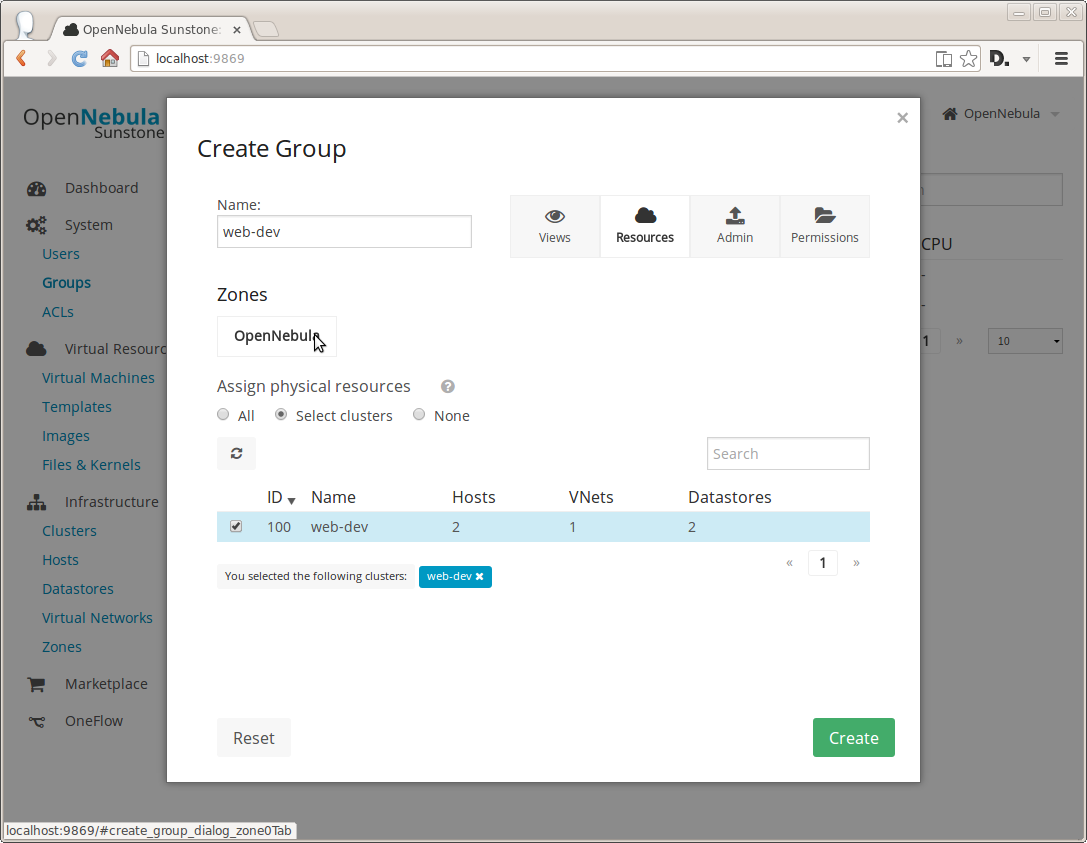 OpenNebula Sunstone:
localhost:9869
OpenNebula
Sunstone
OpenNebula
Dashboard
System
Users
Groups
ACLs
Virtual Resourc
Virtual Machines
Templates
Images
Files & Kernels
Infrastructure
Clusters
Hosts
Datastores
Virtual Networks
Zones
Marketplace
OneFlow
CPU
-
-
1 »
10
×
Create Group
Name:
web-dev
Views
Resources
Admin
Permissions
Zones
OpenNebula
Assign physical resources ?
All Select clusters None
Search
ID Name Hosts VNets Datastores
100 web-dev 2 1 2
« 1 »
You selected the following clusters: web-dev ×
Reset
Create
localhost:9869/#create_group_dialog_zone0Tab